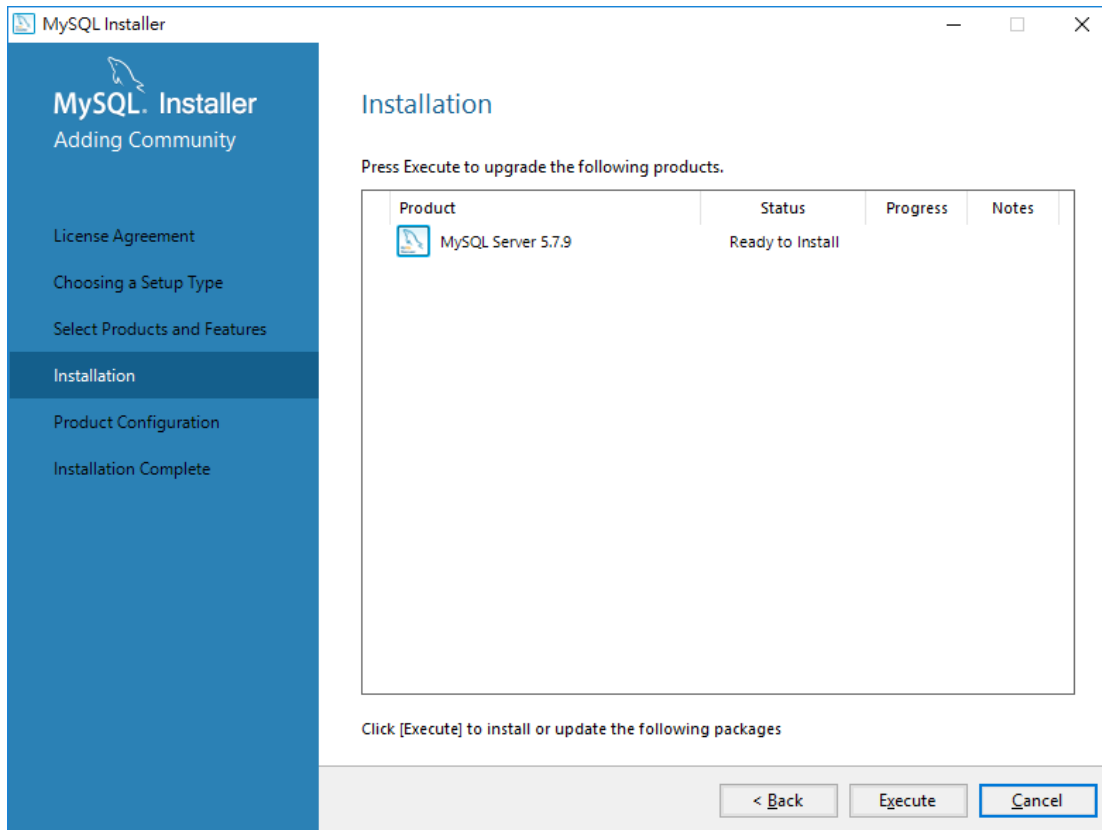 MySQL Installer
MySQL. Installer
Adding Community
License Agreement
Choosing a Setup Type
Select Products and Features
Installation
Product Configuration
Installation Complete
Installation
Press Execute to upgrade the following products.
Product Status Progress Notes
MySQL Server 5.7.9 Ready to Install
Click [Execute] to install or update the following packages
< Back Execute Cancel